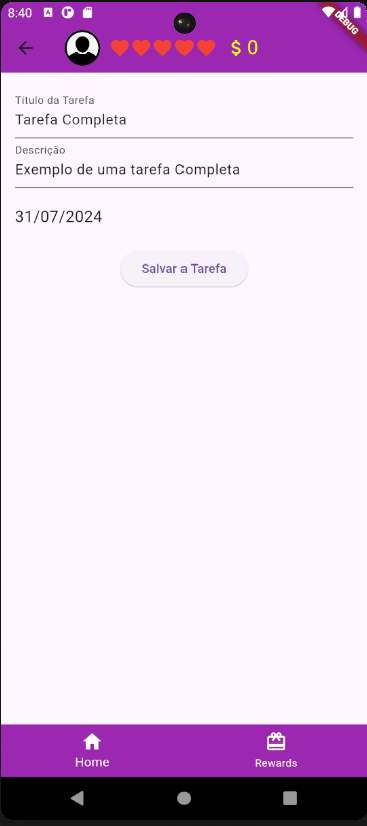 8:40
DEBUG
$ 0
Título da Tarefa
Tarefa Completa
Descrição
Exemplo de uma tarefa Completa
31/07/2024
Salvar a Tarefa
Home
Rewards